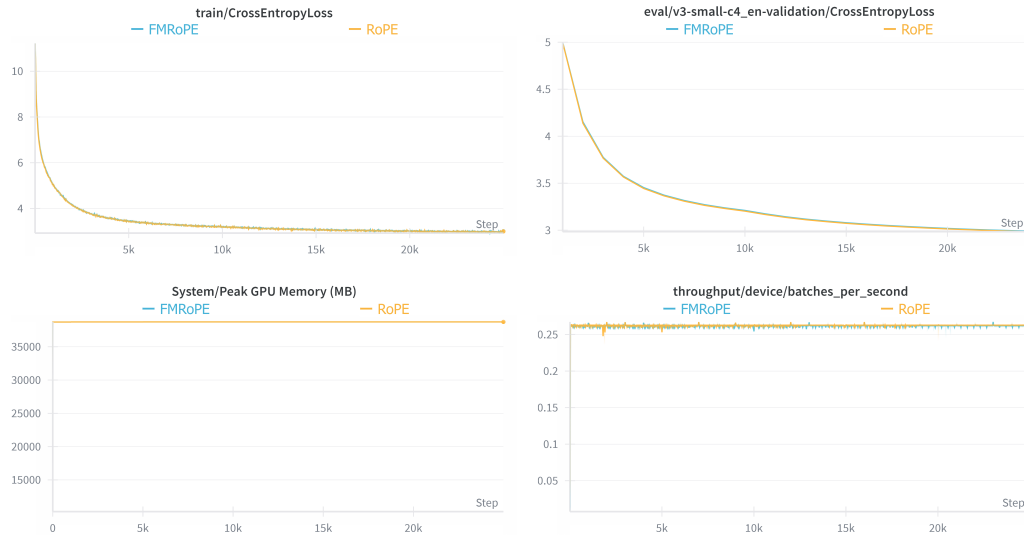 train/CrossEntropyLoss
FMRoPE RoPE
10
8
6
4
Step
5k 10k 15k 20k
eval/v3-small-c4_en-validation/CrossEntropyLoss
FMRoPE RoPE
5
4.5
4
3.5
3
Step
5k 10k 15k 20k
System/Peak GPU Memory (MB)
FMRoPE RoPE
35000
30000
25000
20000
15000
Step
0 5k 10k 15k 20k
throughput/device/batches_per_second
FMRoPE RoPE
0.25
0.2
0.15
0.1
0.05
Step
5k 10k 15k 20k